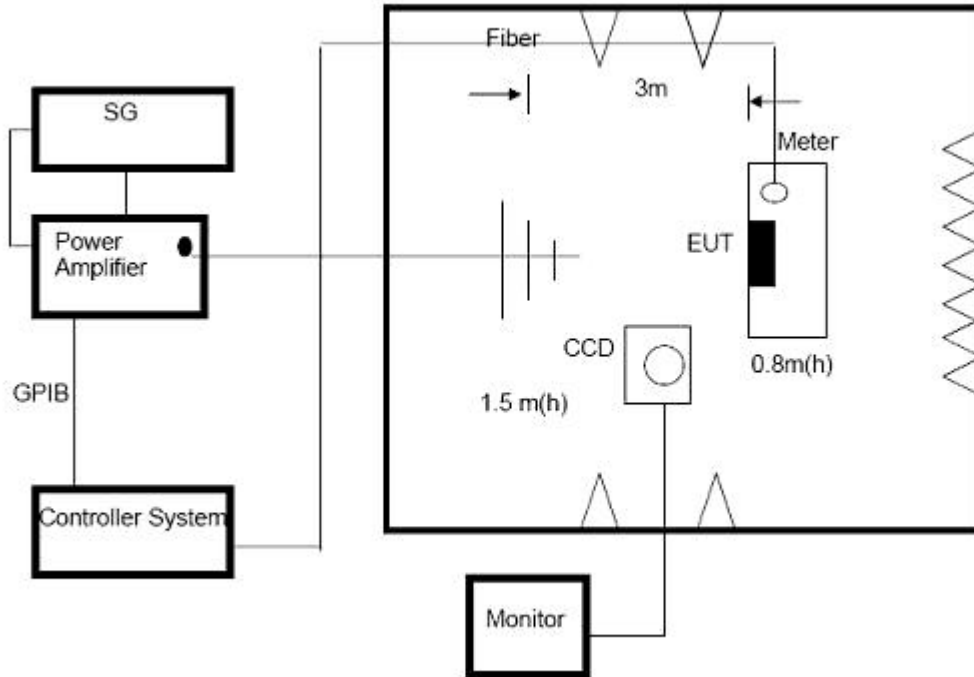 Fiber
3m
SG
Meter
Power
Amplifier
EUT
CCD
0.8m(h)
GPIB
1.5 m(h)
Controller System
Monitor